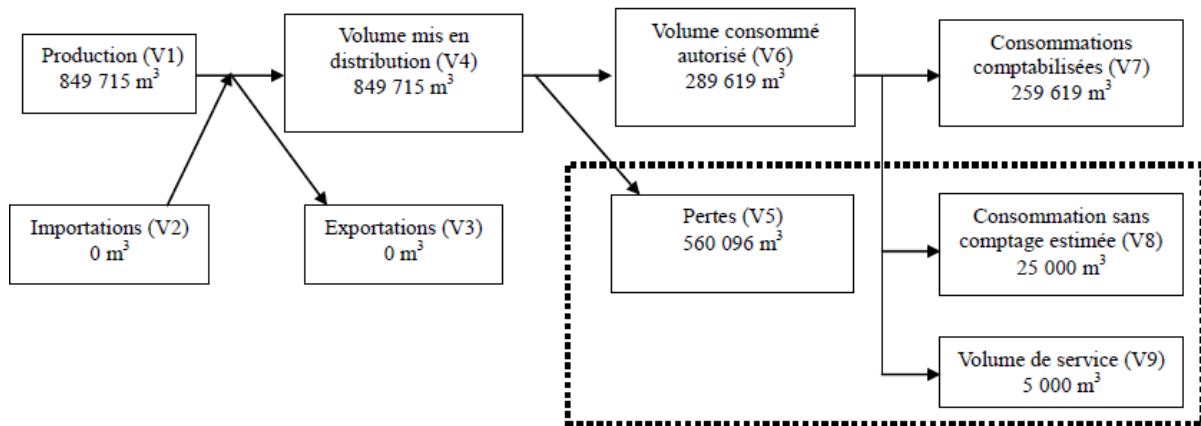 Production (V1)
849 715 m³
Volume mis en
distribution (V4)
849 715 m³
Volume consommé
autorisé (V6)
289 619 m³
Consommations
comptabilisées (V7)
259 619 m³
Importations (V2)
0 m³
Exportations (V3)
0 m³
Pertes (V5)
560 096 m³
Consommation sans
comptage estimée (V8)
25 000 m³
Volume de service (V9)
5 000 m³